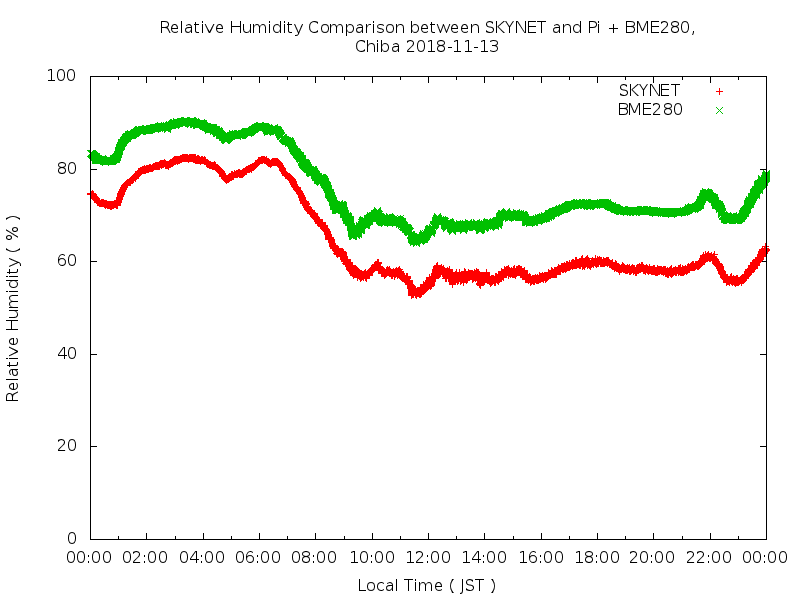 Relative Humidity Comparison between SKYNET and Pi + BME280,
Chiba 2018-11-13
SKYNET +
BME280 ×
Relative Humidity ( % )
100
80
60
40
20
0
00:00 02:00 04:00 06:00 08:00 10:00 12:00 14:00 16:00 18:00 20:00 22:00 00:00
Local Time ( JST )